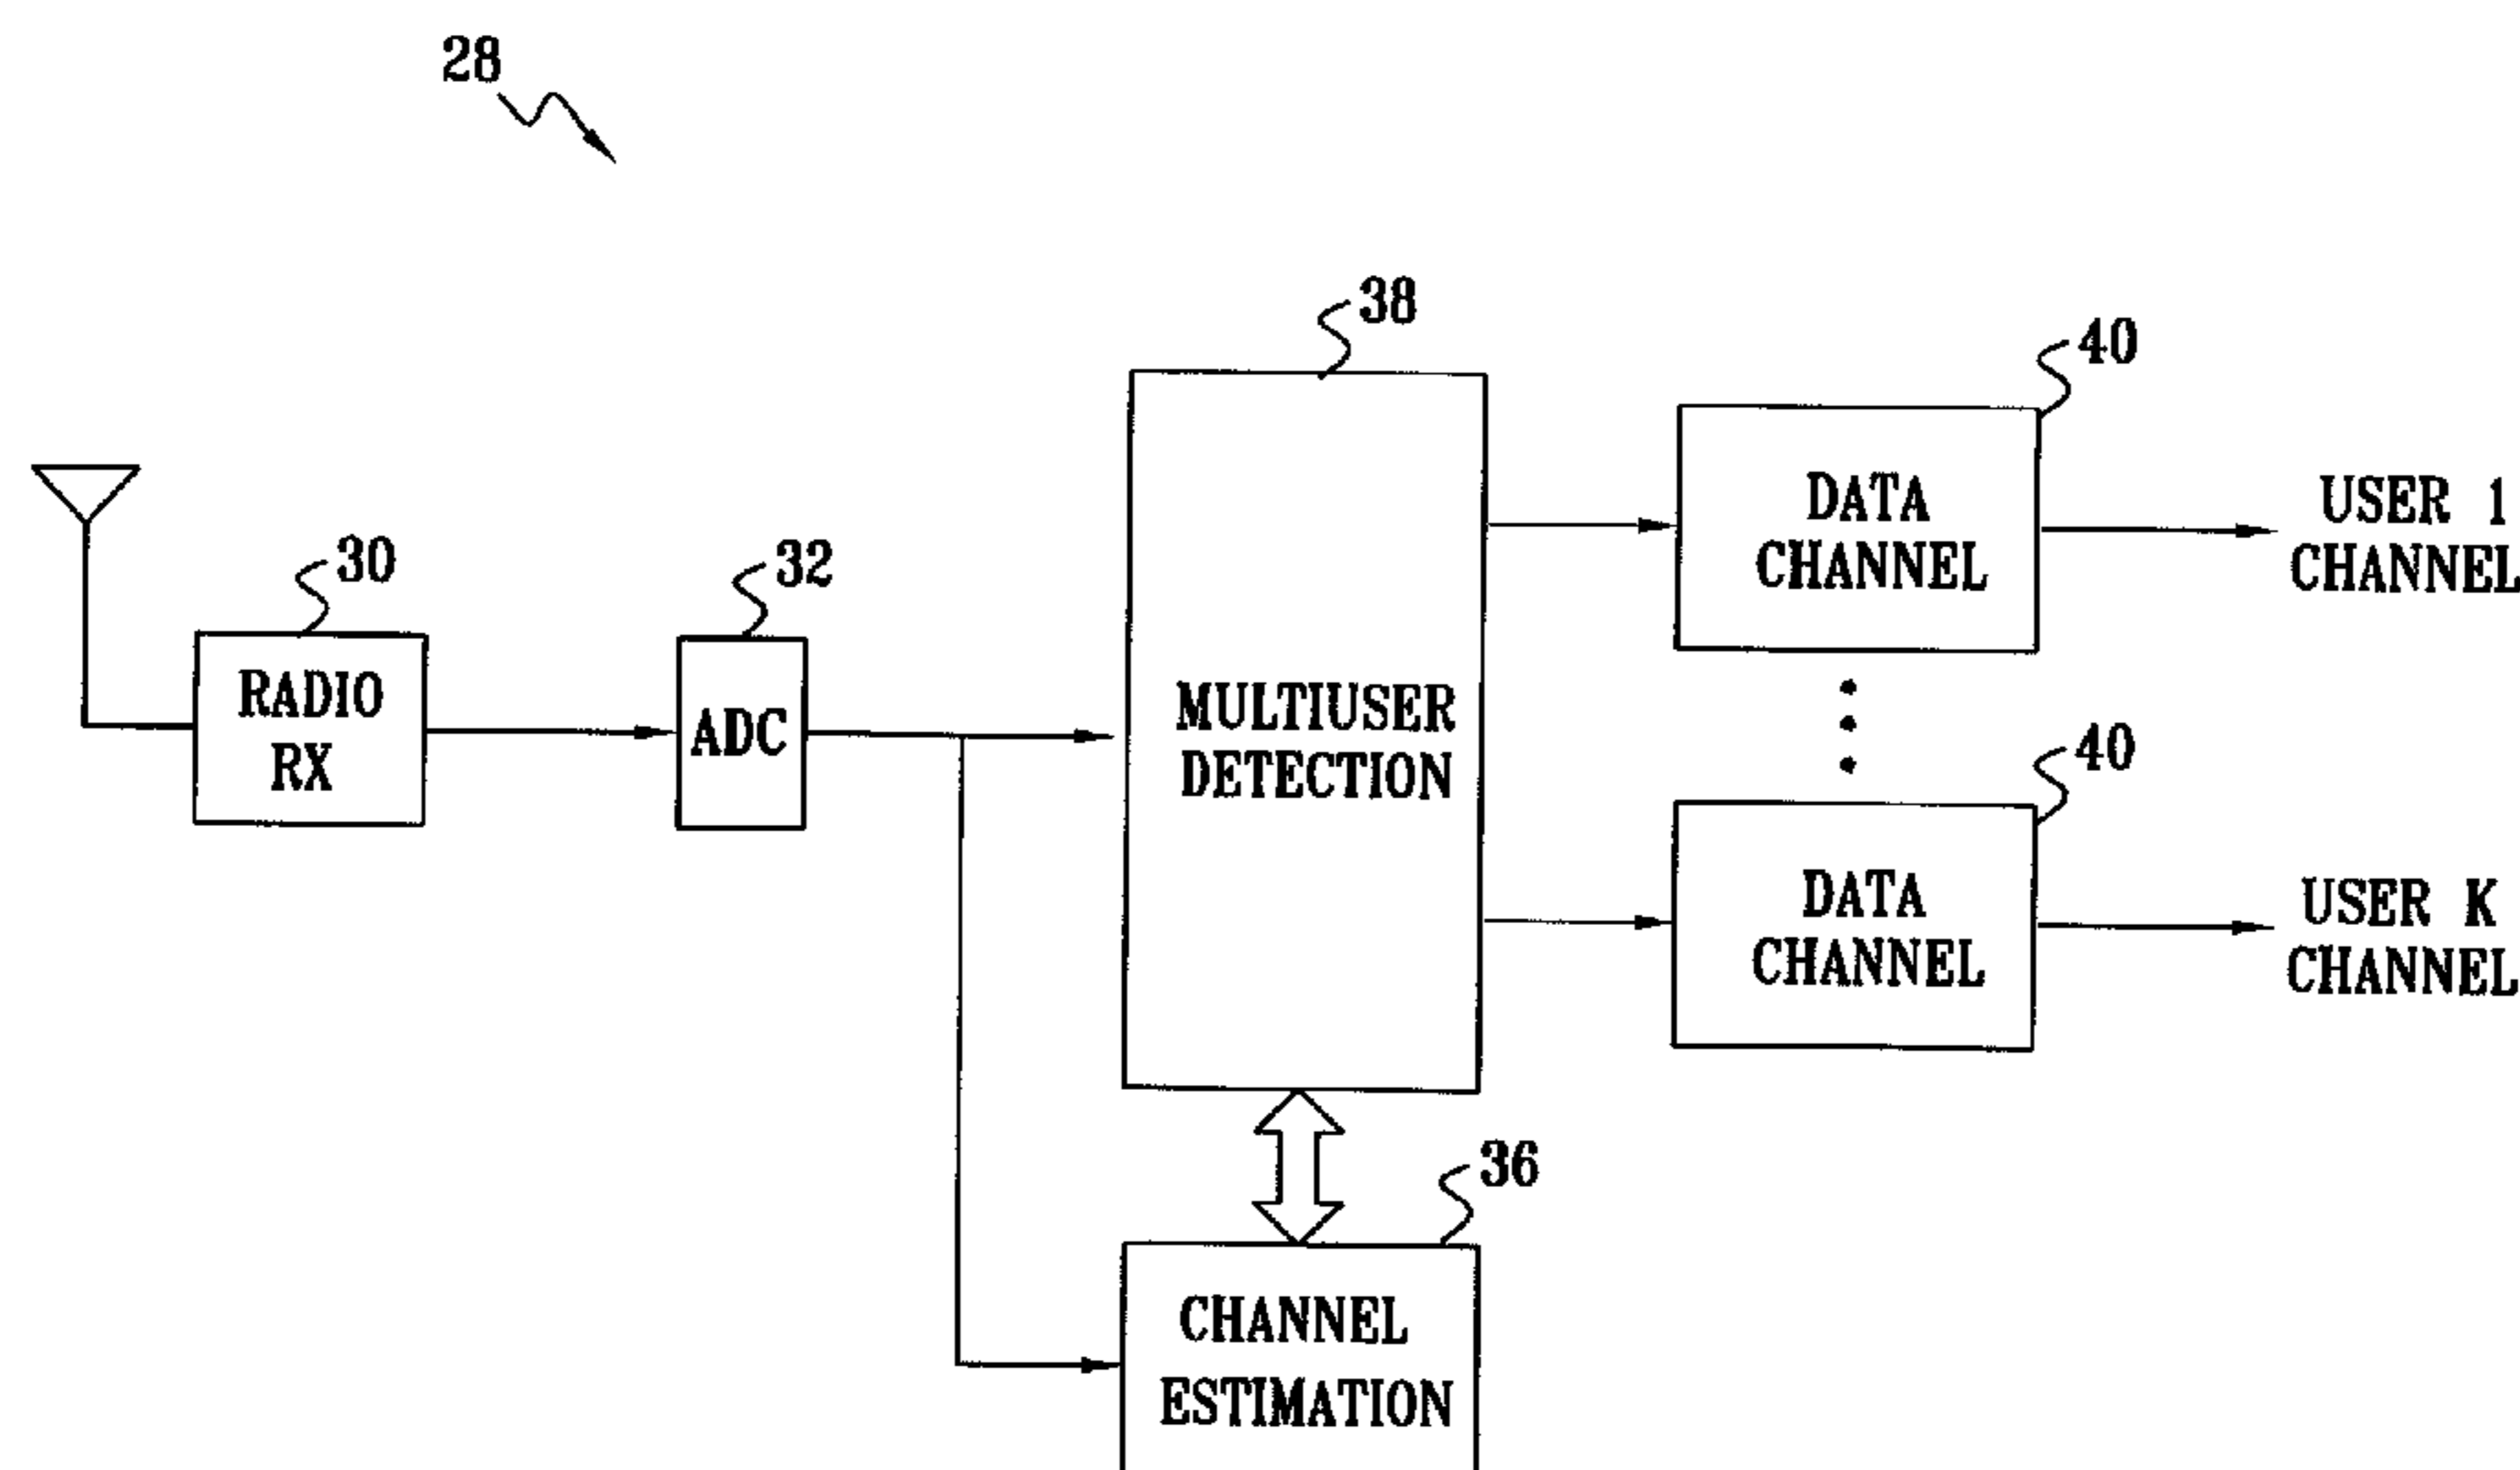 28
38
40
DATA
CHANNEL
USER 1
CHANNEL
30
32
RADIO
RX
ADC
MULTIUSER
DETECTION
40
DATA
CHANNEL
USER K
CHANNEL
36
CHANNEL
ESTIMATION